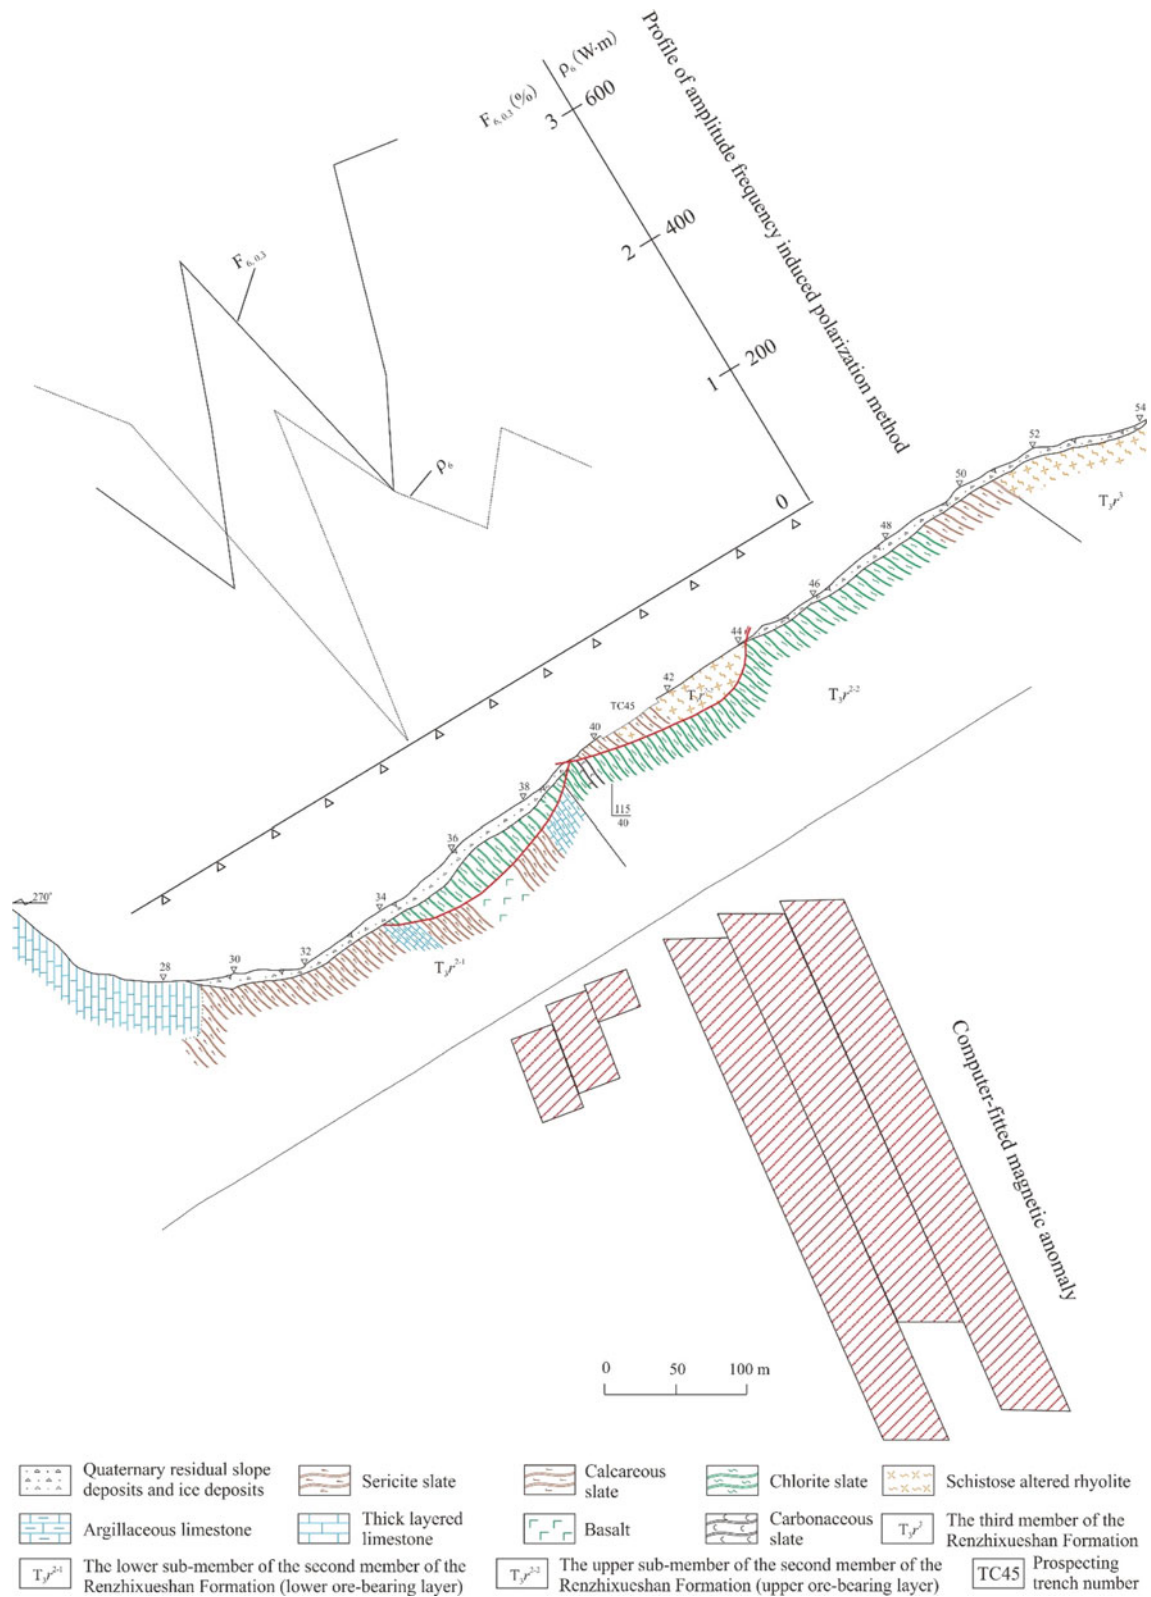 Profile of amplitude frequency induced polarization method
F6, 0.3 (%)
ρ6 (W·m)
3
600
2
400
1
200
0
F6, 0.3
ρ6
54
52
50
T3r3
48
46
44
T3r2-2
42
TC45
40
38
115
40
36
34
270°
32
30
28
T3r2-1
Computer-fitted magnetic anomaly
0 50 100 m
Quaternary residual slope
deposits and ice deposits
Sericite slate
Calcareous
slate
Chlorite slate
Schistose altered rhyolite
Argillaceous limestone
Thick layered
limestone
Basalt
Carbonaceous
slate
T3r3
The third member of the
Renzhixueshan Formation
T3r2-1
The lower sub-member of the second member of the
Renzhixueshan Formation (lower ore-bearing layer)
T3r2-2
The upper sub-member of the second member of the
Renzhixueshan Formation (upper ore-bearing layer)
TC45
Prospecting
trench number